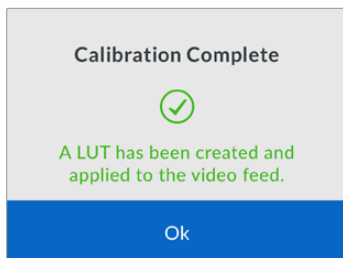 Calibration Complete
A LUT has been created and
applied to the video feed.
Ok